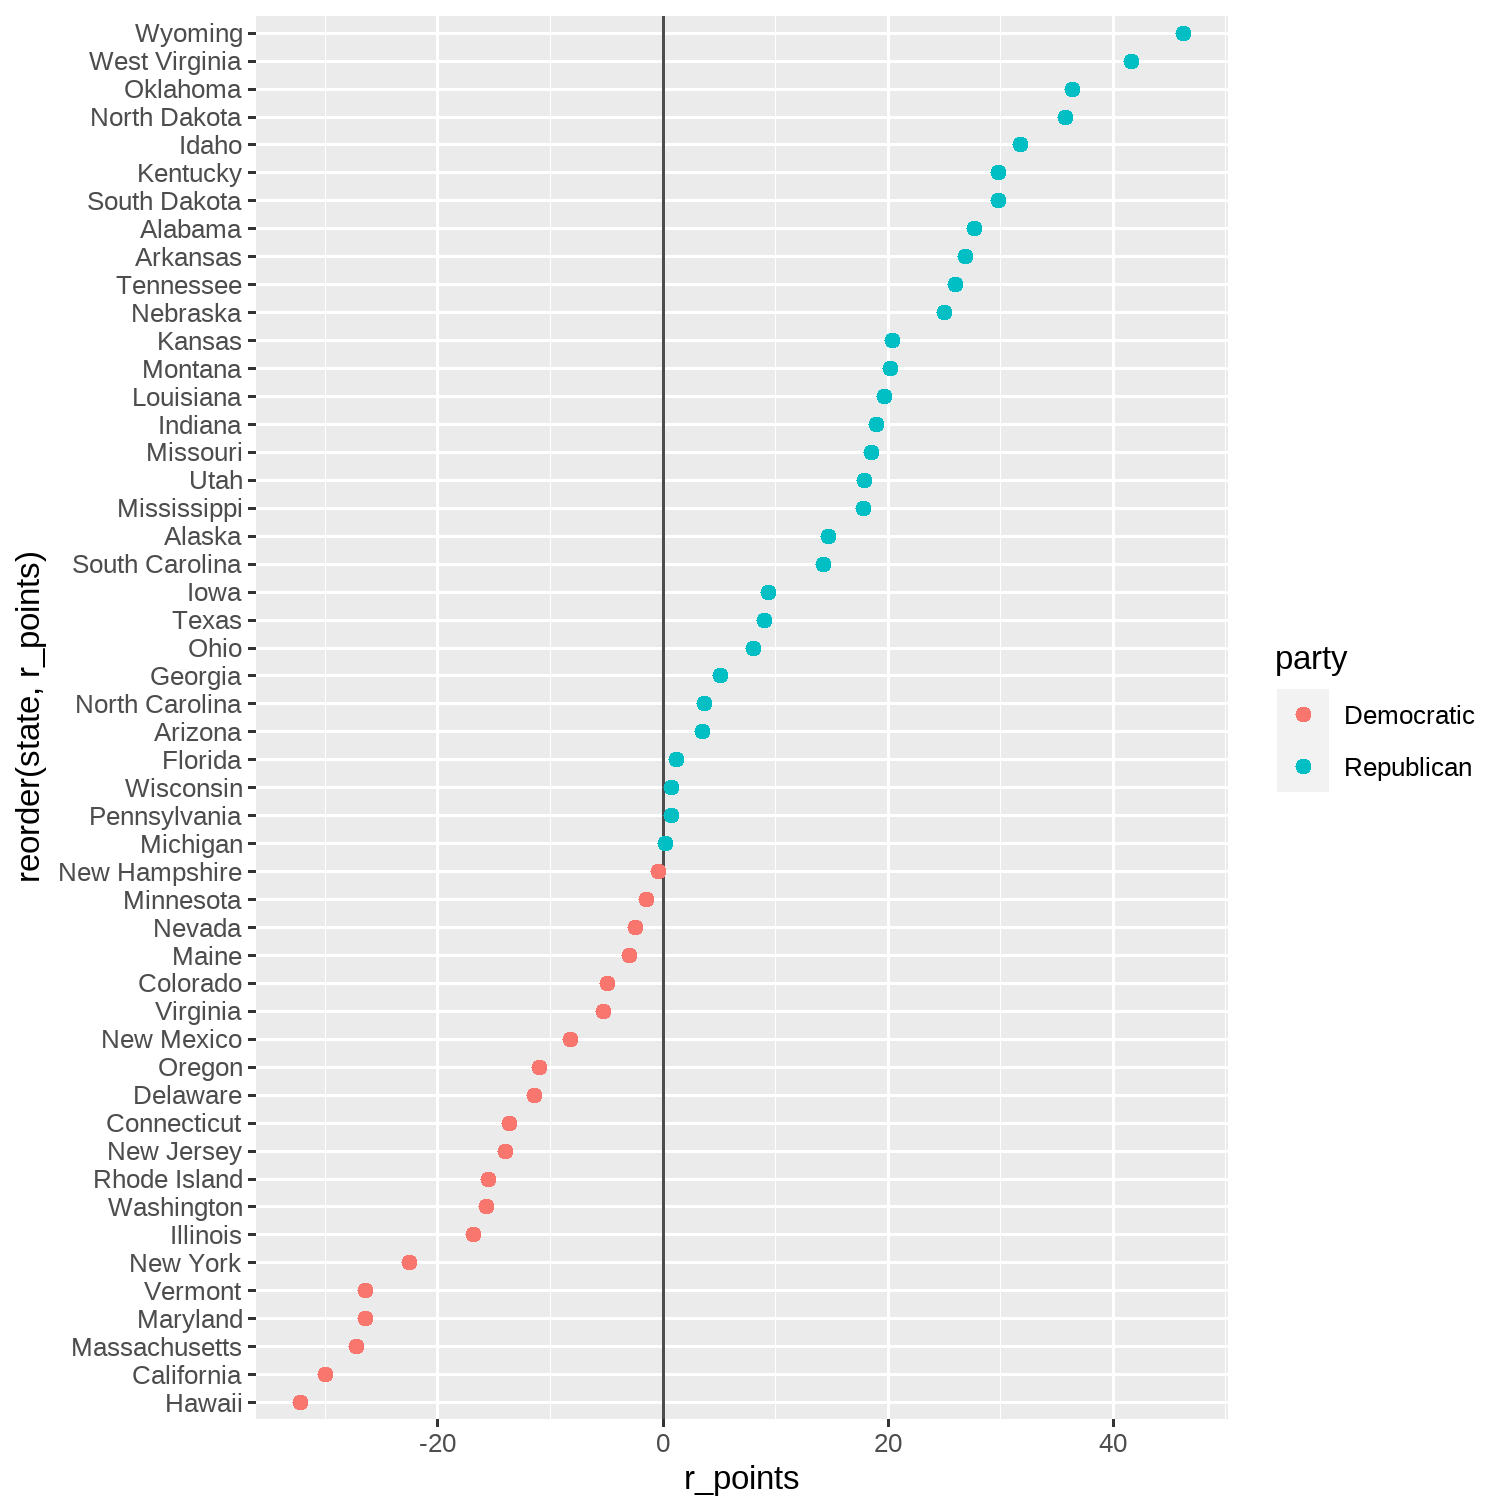 Wyoming
West Virginia
Oklahoma
North Dakota
Idaho
Kentucky
South Dakota
Alabama
Arkansas
Tennessee
Nebraska
Kansas
Montana
Louisiana
Indiana
Missouri
Utah
Mississippi
Alaska
South Carolina
Iowa
Texas
Ohio
Georgia
North Carolina
Arizona
Florida
Wisconsin
Pennsylvania
Michigan
New Hampshire
Minnesota
Nevada
Maine
Colorado
Virginia
New Mexico
Oregon
Delaware
Connecticut
New Jersey
Rhode Island
Washington
Illinois
New York
Vermont
Maryland
Massachusetts
California
Hawaii
reorder(state, r_points)
-20 0 20 40
r_points
party
Democratic
Republican